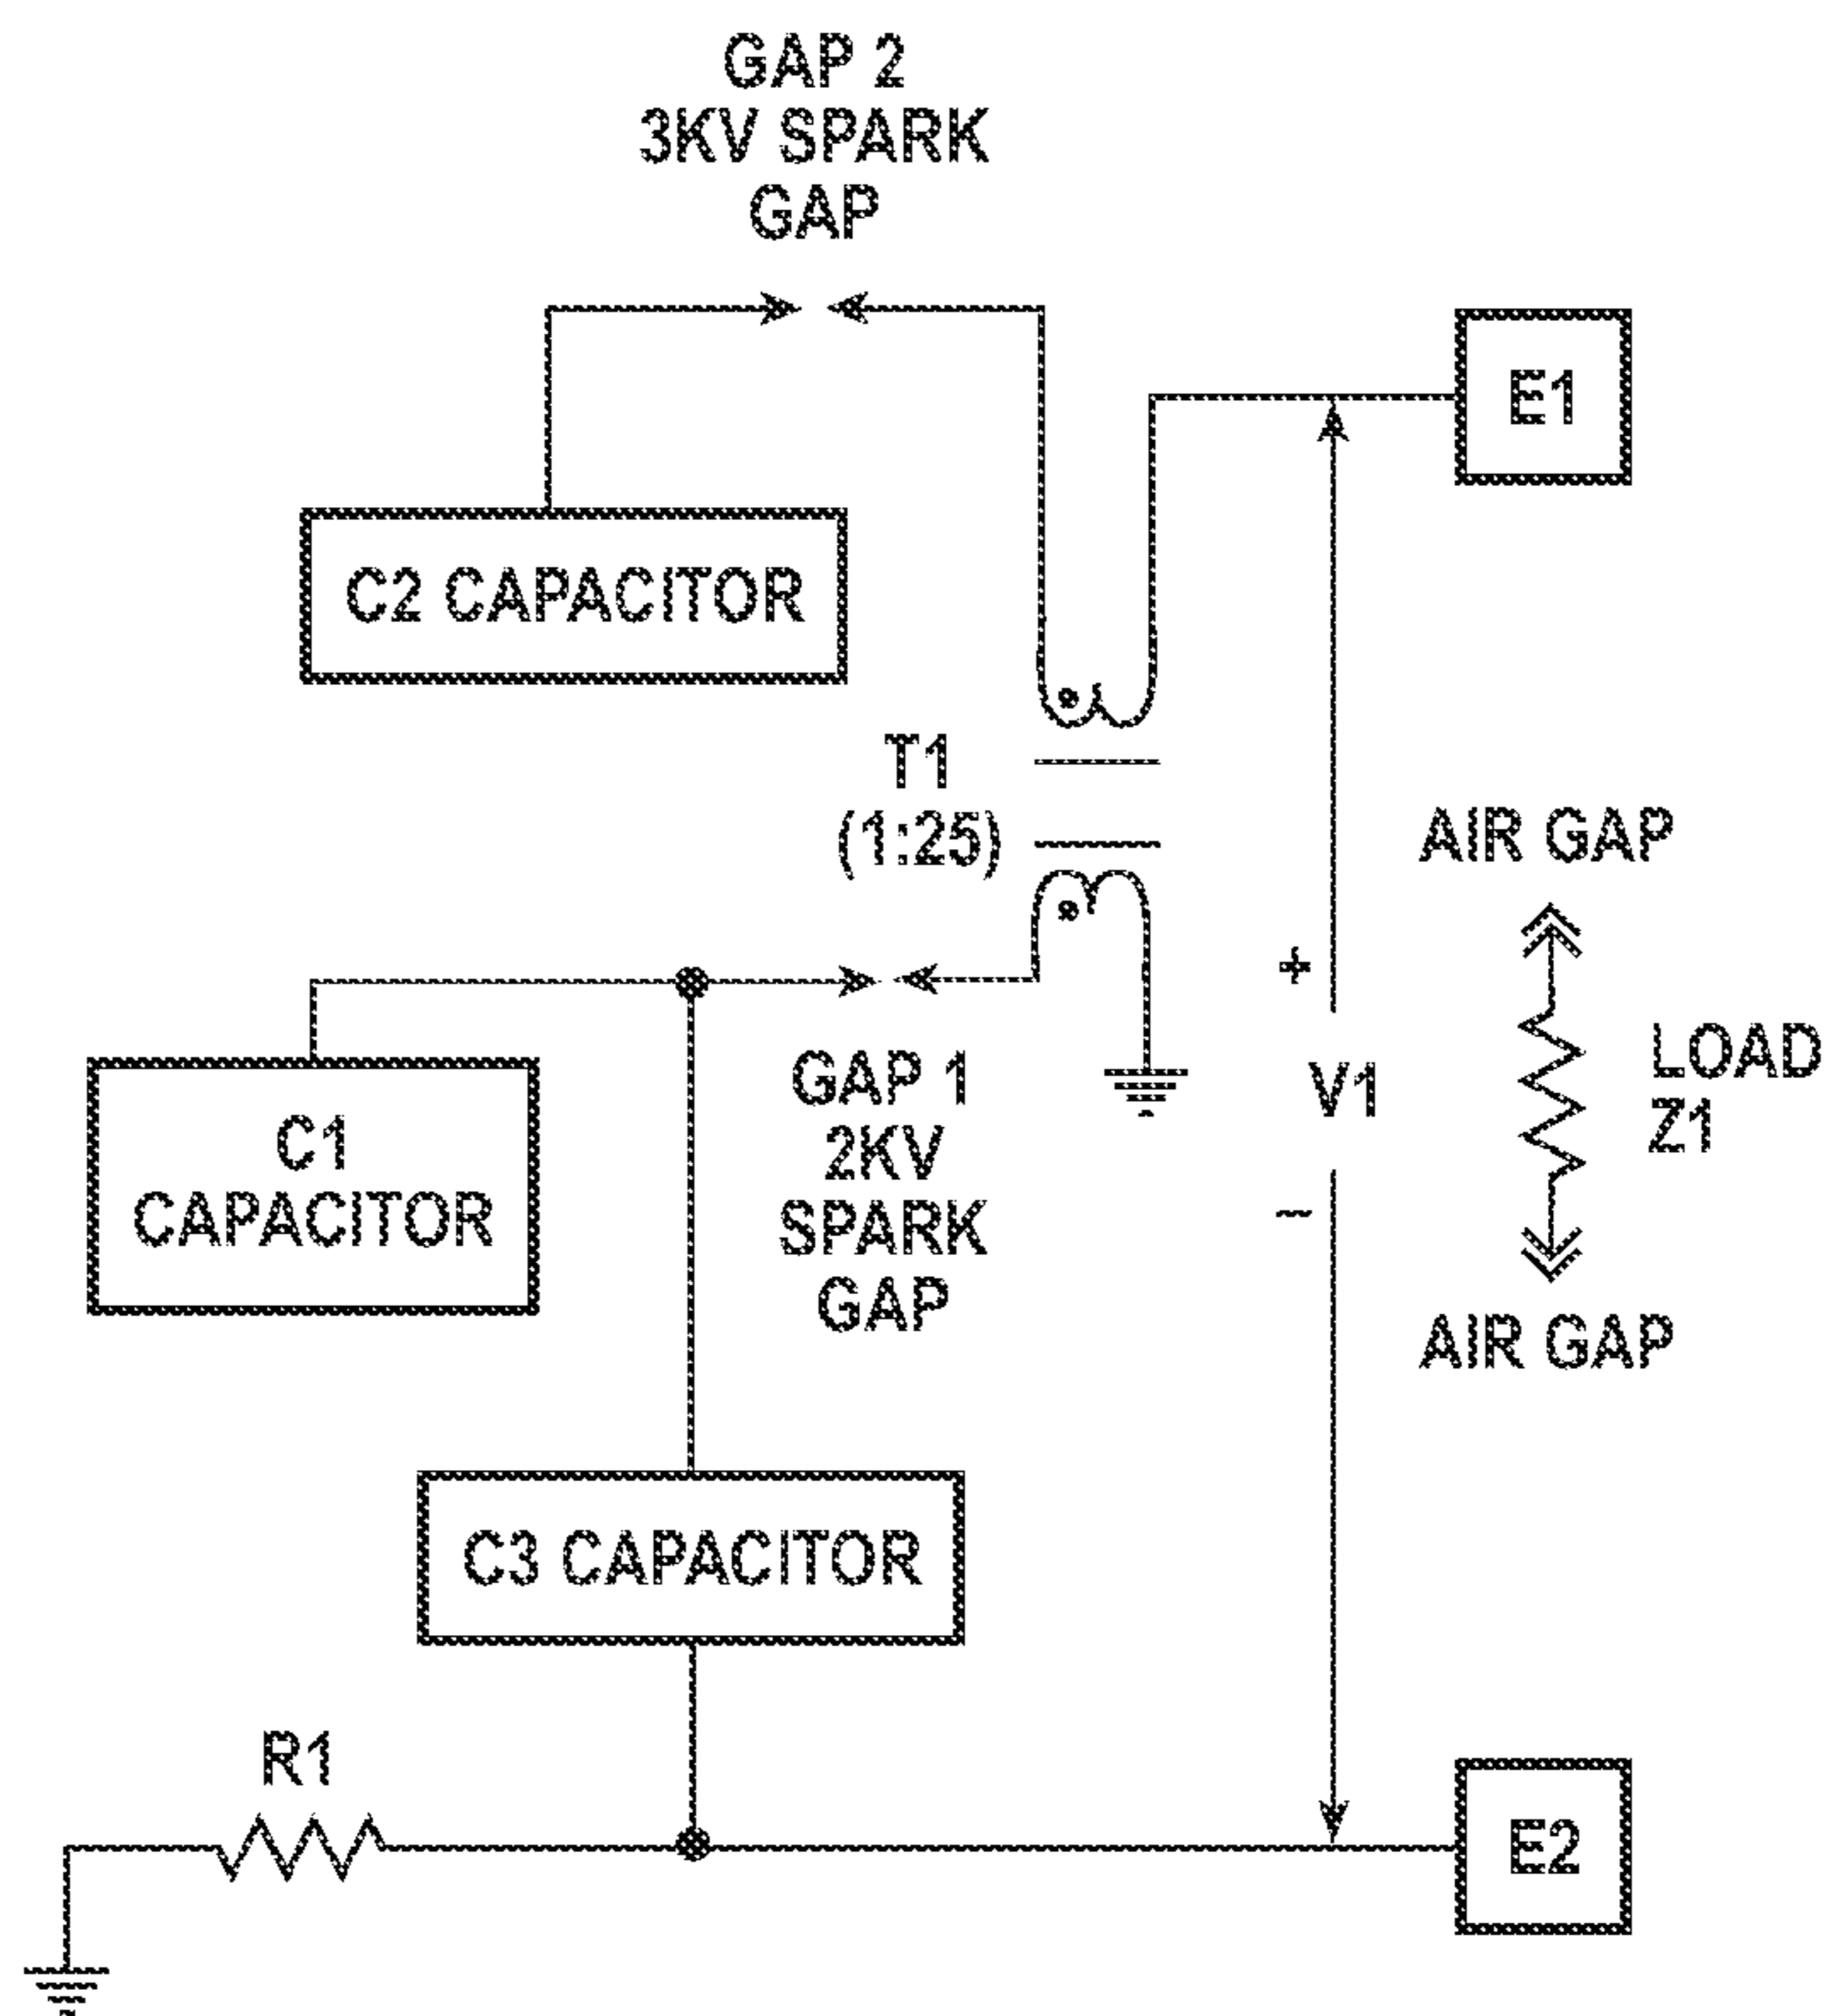 GAP 2
3KV SPARK
GAP
E1
C2 CAPACITOR
T1
(1:25)
AIR GAP
+
C1
CAPACITOR
GAP 1
2KV
SPARK
GAP
V1
LOAD
Z1
–
AIR GAP
C3 CAPACITOR
R1
E2